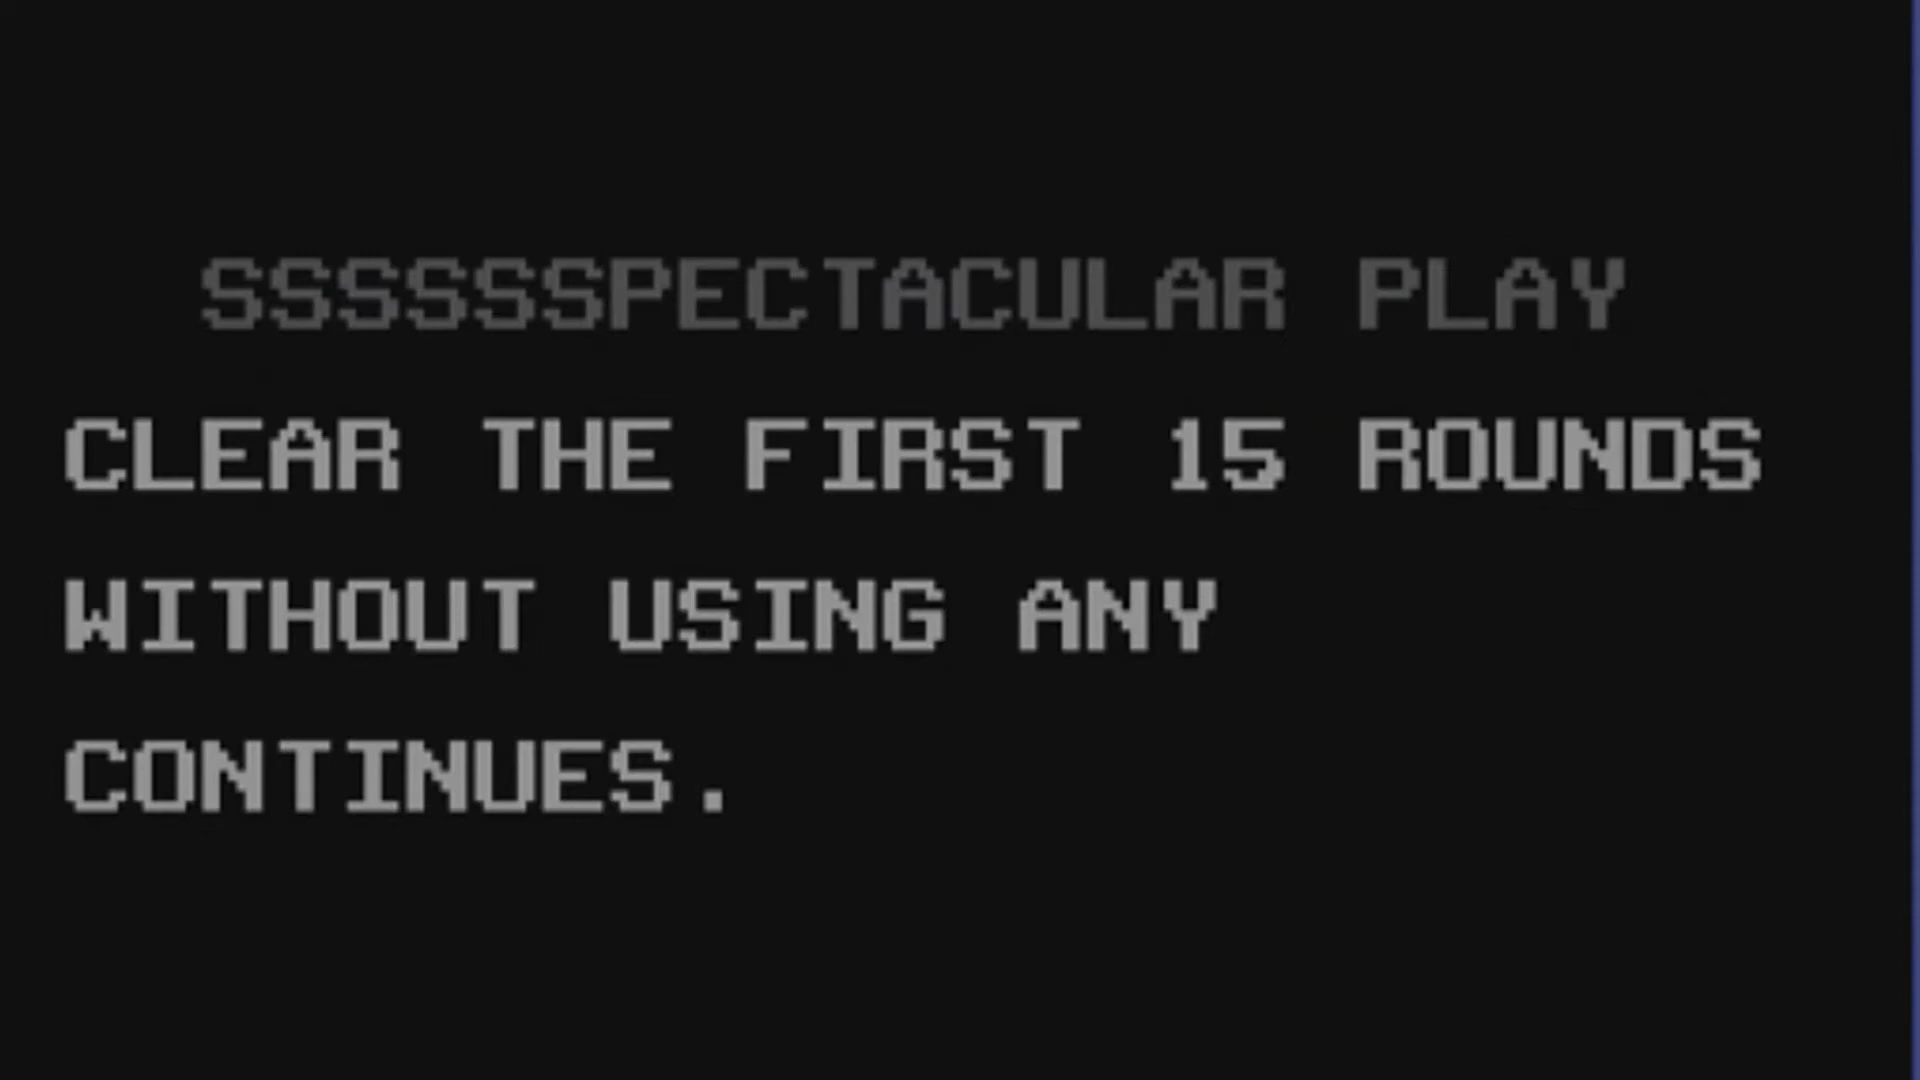 SSSSSSPECTACULAR PLAY
CLEAR THE FIRST 15 ROUNDS
WITHOUT USING ANY
CONTINUES.